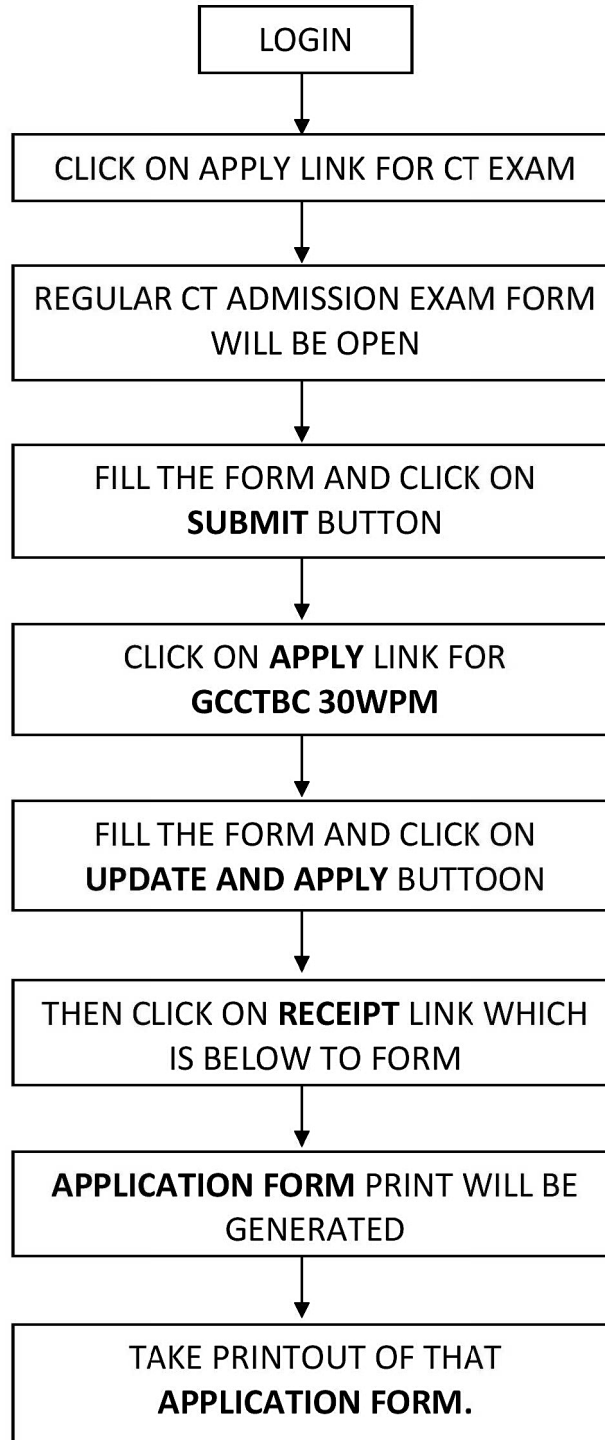 LOGIN
CLICK ON APPLY LINK FOR CT EXAM
REGULAR CT ADMISSION EXAM FORM
WILL BE OPEN
FILL THE FORM AND CLICK ON
SUBMIT BUTTON
CLICK ON APPLY LINK FOR
GCCTBC 30WPM
FILL THE FORM AND CLICK ON
UPDATE AND APPLY BUTTOON
THEN CLICK ON RECEIPT LINK WHICH
IS BELOW TO FORM
APPLICATION FORM PRINT WILL BE
GENERATED
TAKE PRINTOUT OF THAT
APPLICATION FORM.